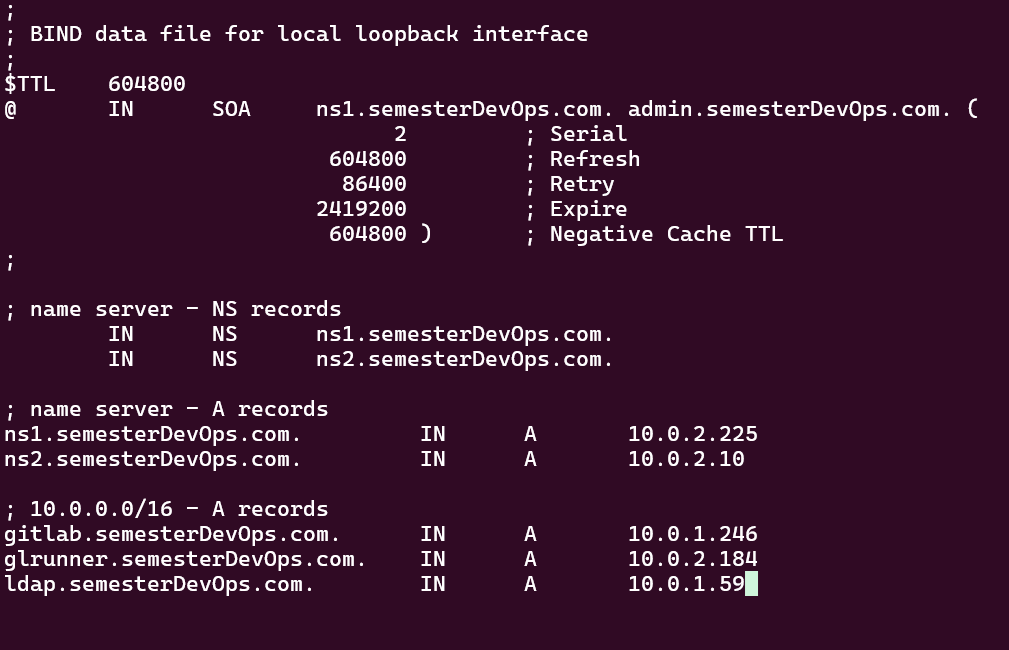 ;
; BIND data file for local loopback interface
;
$TTL    604800
@       IN      SOA     ns1.semesterDevOps.com. admin.semesterDevOps.com. (
                              2         ; Serial
                         604800         ; Refresh
                          86400         ; Retry
                        2419200         ; Expire
                         604800 )       ; Negative Cache TTL
;
; name server - NS records
        IN      NS      ns1.semesterDevOps.com.
        IN      NS      ns2.semesterDevOps.com.
; name server - A records
ns1.semesterDevOps.com.         IN      A       10.0.2.225
ns2.semesterDevOps.com.         IN      A       10.0.2.10
; 10.0.0.0/16 - A records
gitlab.semesterDevOps.com.      IN      A       10.0.1.246
glrunner.semesterDevOps.com.    IN      A       10.0.2.184
ldap.semesterDevOps.com.        IN      A       10.0.1.59